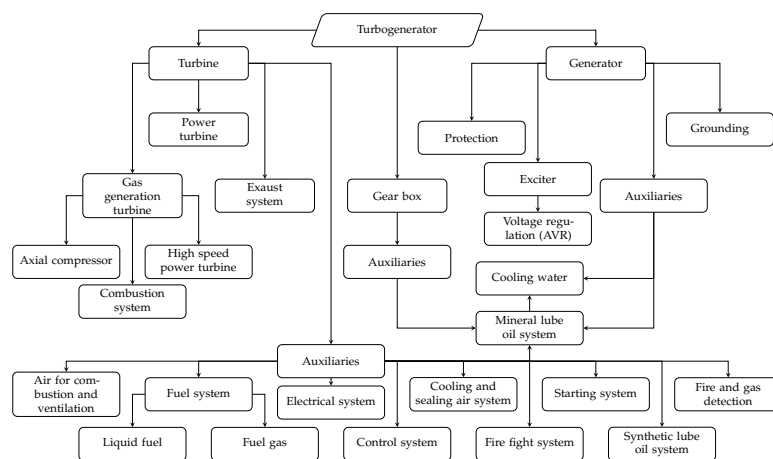 Turbogenerator
Turbine
Generator
Power
turbine
Protection
Grounding
Gas
generation
turbine
Exaust
system
Gear box
Exciter
Auxiliaries
Voltage regu-
lation (AVR)
Axial compressor
High speed
power turbine
Auxiliaries
Cooling water
Combustion
system
Mineral lube
oil system
Auxiliaries
Air for com-
bustion and
ventilation
Fuel system
Electrical system
Cooling and
sealing air system
Starting system
Fire and gas
detection
Liquid fuel
Fuel gas
Control system
Fire fight system
Synthetic lube
oil system